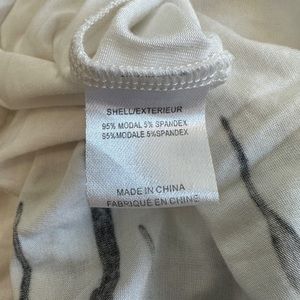 SHELL/EXTERIEUR
95% MODAL 5% SPANDEX
95%MODALE 5%SPANDEX
MADE IN CHINA
FABRIQUÉ EN CHINE